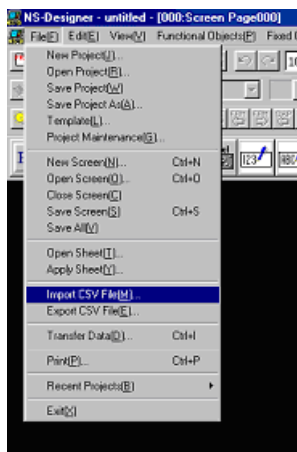 NS-Designer - untitled - [000:Screen Page000]
File[F] Edit[E] View[V] Functional Objects[P] Fixed
New Project[J]...
Open Project[R]...
Save Project[W]
Save Project As[A]...
Template[L]...
Project Maintenance[G]...
New Screen[N]... Ctrl+N
Open Screen[O]... Ctrl+O
Close Screen[C]
Save Screen[S] Ctrl+S
Save All[V]
Open Sheet[T]...
Apply Sheet[Y]...
Import CSV File[M]...
Export CSV File[E]...
Transfer Data[D]... Ctrl+I
Print[P]... Ctrl+P
Recent Projects[B]
Exit[X]
123
ABC